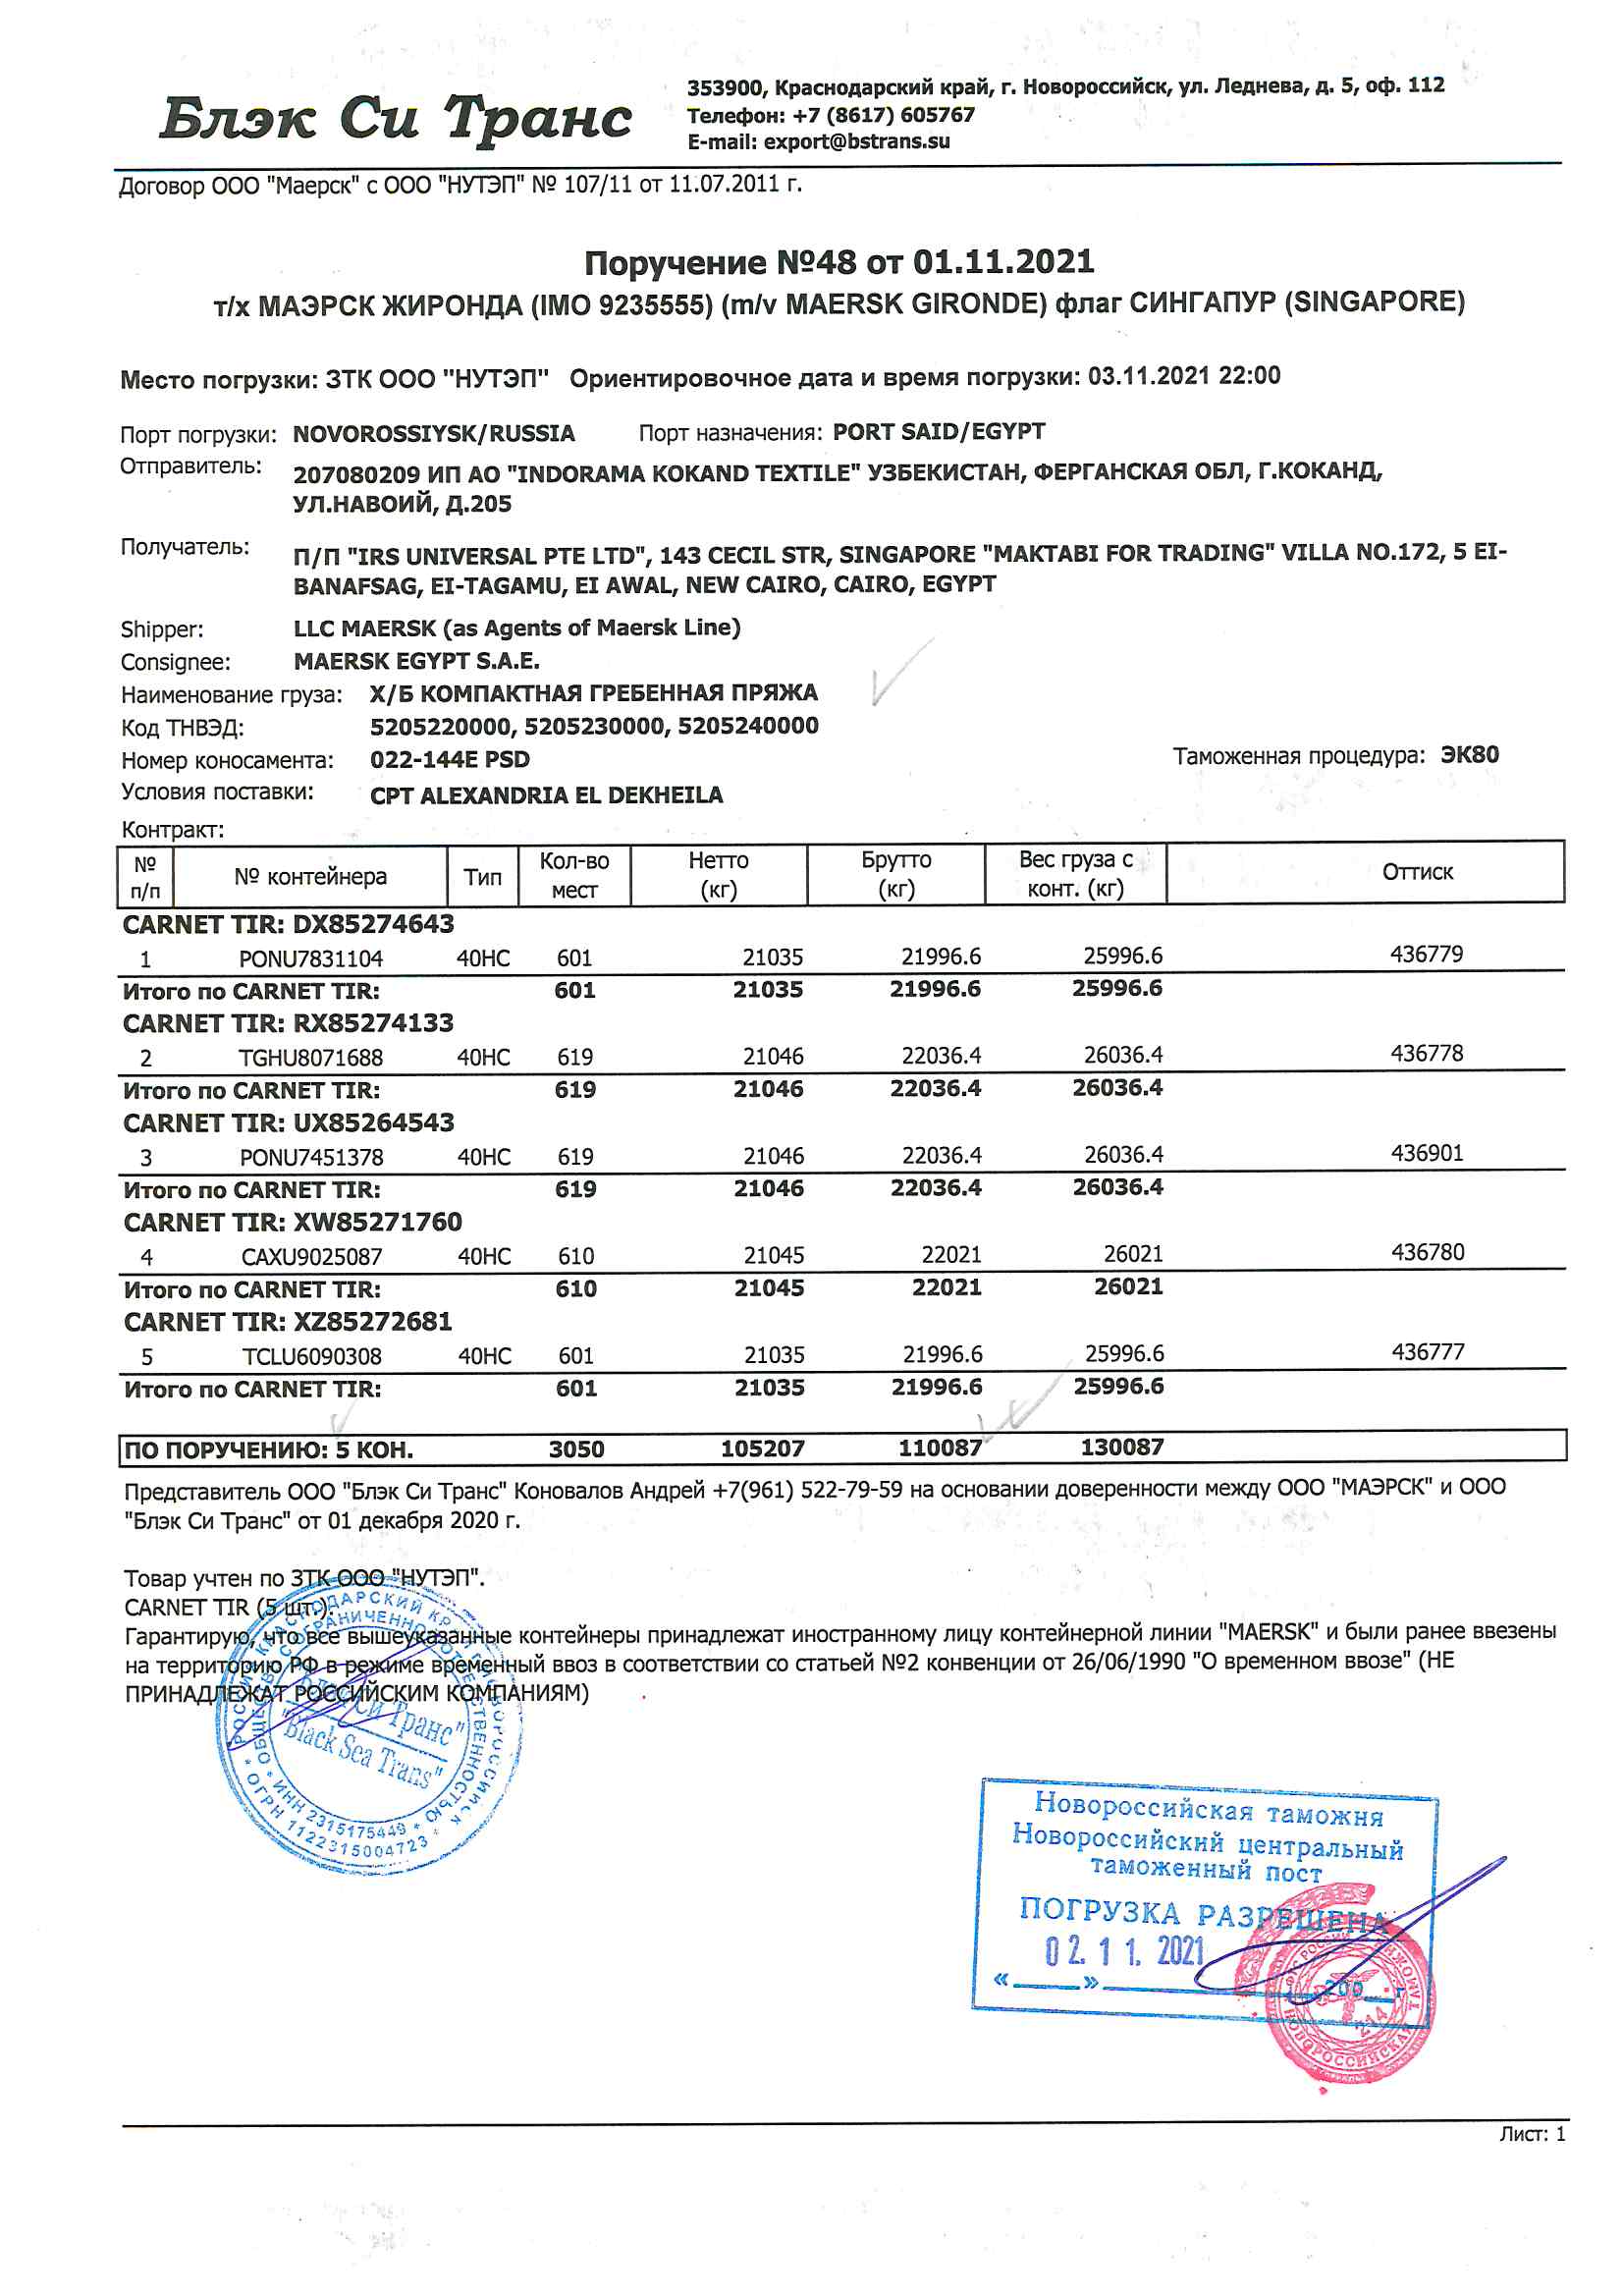 Блэк Си Транс
353900, Краснодарский край, г. Новороссийск, ул. Леднева, д. 5, оф. 112
Телефон: +7 (8617) 605767
E-mail: export@bstrans.su
Договор ООО "Маерск" с ООО "НУТЭП" № 107/11 от 11.07.2011 г.
Поручение №48 от 01.11.2021
т/х МАЭРСК ЖИРОНДА (IMO 9235555) (m/v MAERSK GIRONDE) флаг СИНГАПУР (SINGAPORE)
Место погрузки: ЗТК ООО "НУТЭП" Ориентировочное дата и время погрузки: 03.11.2021 22:00
Порт погрузки: NOVOROSSIYSK/RUSSIA Порт назначения: PORT SAID/EGYPT
Отправитель: 207080209 ИП АО "INDORAMA KOKAND TEXTILE" УЗБЕКИСТАН, ФЕРГАНСКАЯ ОБЛ, Г.КОКАНД,
УЛ.НАВОИЙ, Д.205
Получатель: П/П "IRS UNIVERSAL PTE LTD", 143 CECIL STR, SINGAPORE "MAKTABI FOR TRADING" VILLA NO.172, 5 EI-
BANAFSAG, EI-TAGAMU, EI AWAL, NEW CAIRO, CAIRO, EGYPT
Shipper: LLC MAERSK (as Agents of Maersk Line)
Consignee: MAERSK EGYPT S.A.E.
Наименование груза: Х/Б КОМПАКТНАЯ ГРЕБЕННАЯ ПРЯЖА
Код ТНВЭД: 5205220000, 5205230000, 5205240000
Номер коносамента: 022-144E PSD Таможенная процедура: ЭК80
Условия поставки: CPT ALEXANDRIA EL DEKHEILA
Контракт:
№ п/п № контейнера Тип Кол-во мест Нетто (кг) Брутто (кг) Вес груза с конт. (кг) Оттиск
CARNET TIR: DX85274643
1 PONU7831104 40HC 601 21035 21996.6 25996.6 436779
Итого по CARNET TIR: 601 21035 21996.6 25996.6
CARNET TIR: RX85274133
2 TGHU8071688 40HC 619 21046 22036.4 26036.4 436778
Итого по CARNET TIR: 619 21046 22036.4 26036.4
CARNET TIR: UX85264543
3 PONU7451378 40HC 619 21046 22036.4 26036.4 436901
Итого по CARNET TIR: 619 21046 22036.4 26036.4
CARNET TIR: XW85271760
4 CAXU9025087 40HC 610 21045 22021 26021 436780
Итого по CARNET TIR: 610 21045 22021 26021
CARNET TIR: XZ85272681
5 TCLU6090308 40HC 601 21035 21996.6 25996.6 436777
Итого по CARNET TIR: 601 21035 21996.6 25996.6
ПО ПОРУЧЕНИЮ: 5 КОН. 3050 105207 110087 130087
Представитель ООО "Блэк Си Транс" Коновалов Андрей +7(961) 522-79-59 на основании доверенности между ООО "МАЭРСК" и ООО
"Блэк Си Транс" от 01 декабря 2020 г.
Товар учтен по ЗТК ООО "НУТЭП".
CARNET TIR (5 шт.).
Гарантирую, что все вышеуказанные контейнеры принадлежат иностранному лицу контейнерной линии "MAERSK" и были ранее ввезены
на территорию РФ в режиме временный ввоз в соответствии со статьей №2 конвенции от 26/06/1990 "О временном ввозе" (НЕ
ПРИНАДЛЕЖАТ РОССИЙСКИМ КОМПАНИЯМ)
"Блэк Си Транс"
"Black Sea Trans"
* ИНН 2315175449 *
* ОГРН 1122315004723 *
Новороссийская таможня
Новороссийский центральный
таможенный пост
ПОГРУЗКА РАЗРЕШЕНА
02. 11. 2021
« » 200 г
Лист: 1